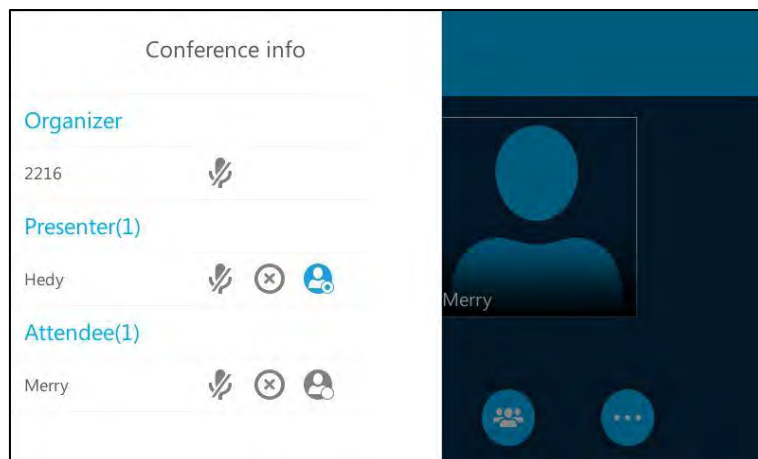 Conference info
Organizer
2216
Presenter(1)
Hedy
Attendee(1)
Merry
Merry